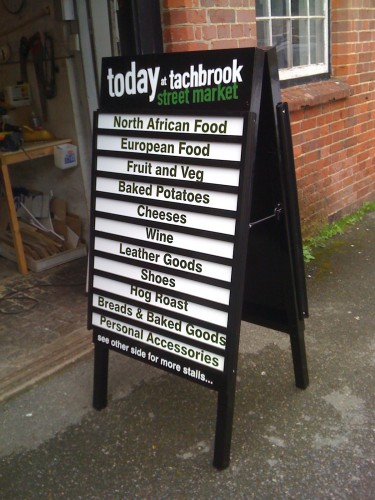 today at tachbrook
street market
North African Food
European Food
Fruit and Veg
Baked Potatoes
Cheeses
Wine
Leather Goods
Shoes
Hog Roast
Breads & Baked Goods
Personal Accessories
see other side for more stalls...